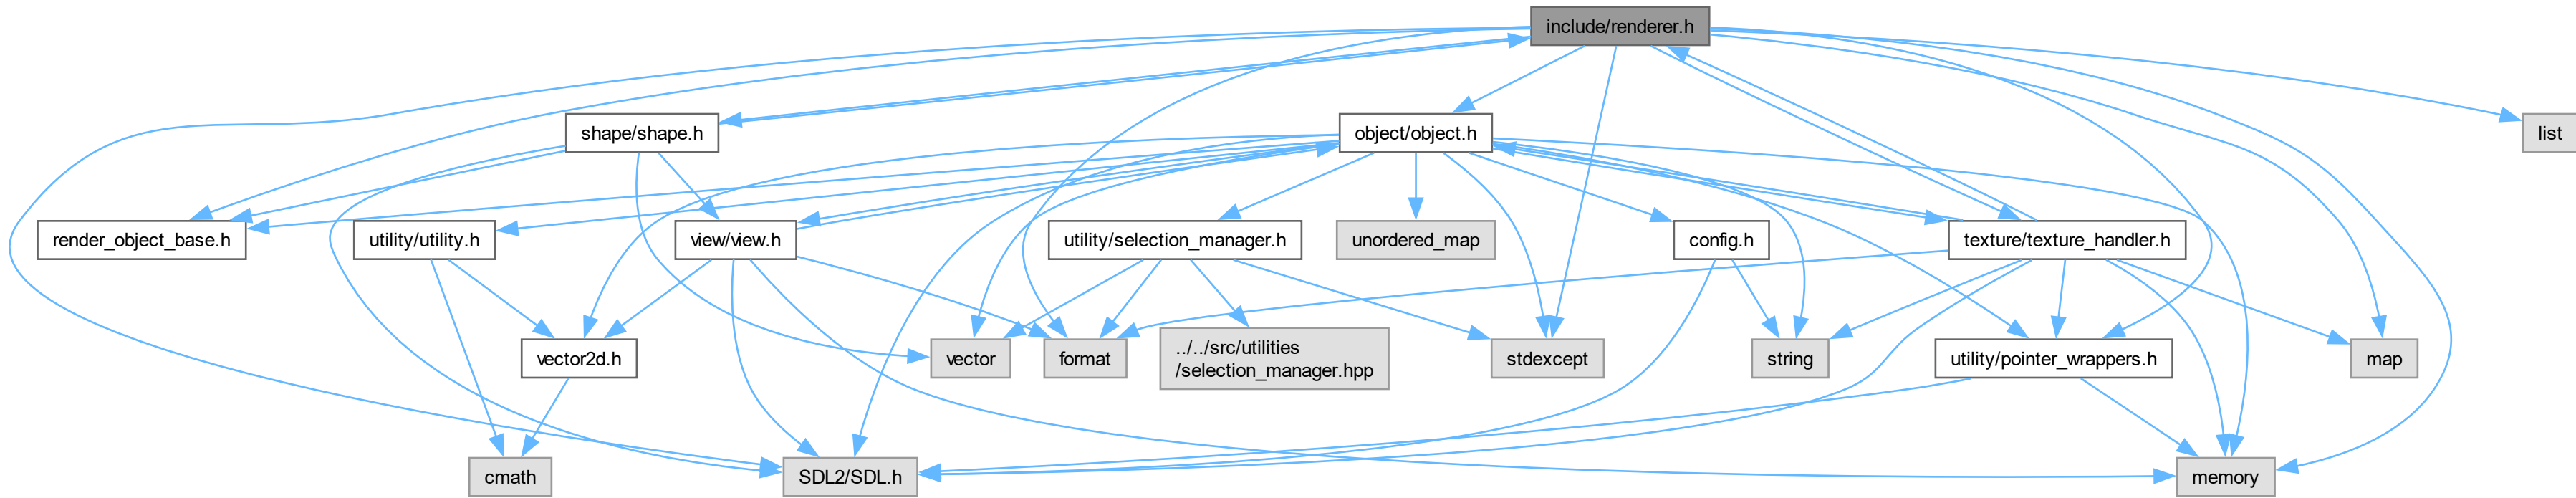 include/renderer.h
shape/shape.h
object/object.h
list
render_object_base.h
utility/utility.h
view/view.h
utility/selection_manager.h
unordered_map
config.h
texture/texture_handler.h
vector2d.h
vector
format
../../src/utilities
/selection_manager.hpp
stdexcept
string
utility/pointer_wrappers.h
map
cmath
SDL2/SDL.h
memory